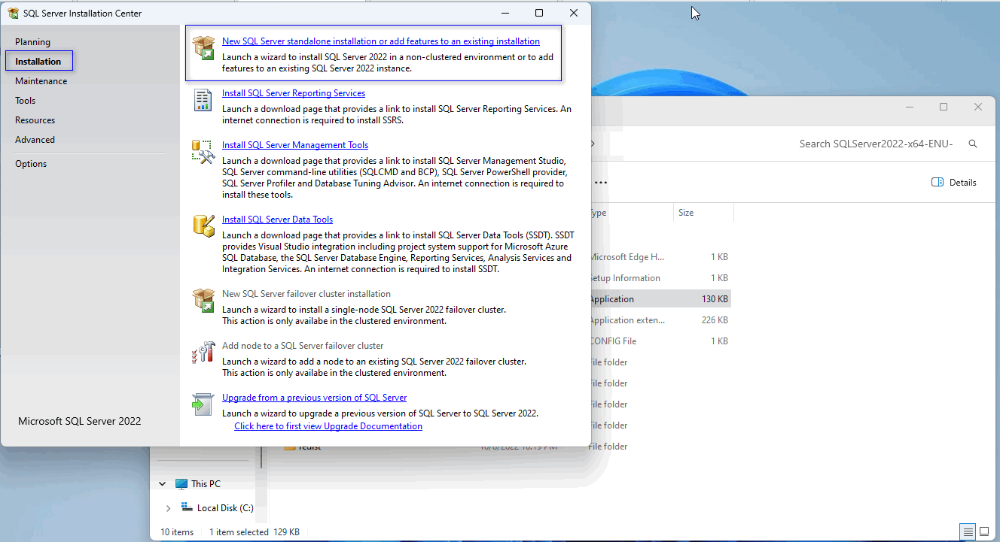 SQL Server Installation Center
Planning
Installation
Maintenance
Tools
Resources
Advanced
Options
Microsoft SQL Server 2022
New SQL Server standalone installation or add features to an existing installation
Launch a wizard to install SQL Server 2022 in a non-clustered environment or to add
features to an existing SQL Server 2022 instance.
Install SQL Server Reporting Services
Launch a download page that provides a link to install SQL Server Reporting Services. An
internet connection is required to install SSRS.
Install SQL Server Management Tools
Launch a download page that provides a link to install SQL Server Management Studio,
SQL Server command-line utilities (SQLCMD and BCP), SQL Server PowerShell provider,
SQL Server Profiler and Database Tuning Advisor. An internet connection is required to
install these tools.
Install SQL Server Data Tools
Launch a download page that provides a link to install SQL Server Data Tools (SSDT). SSDT
provides Visual Studio integration including project system support for Microsoft Azure
SQL Database, the SQL Server Database Engine, Reporting Services, Analysis Services and
Integration Services. An internet connection is required to install SSDT.
New SQL Server failover cluster installation
Launch a wizard to install a single-node SQL Server 2022 failover cluster.
This action is only availabe in the clustered environment.
Add node to a SQL Server failover cluster
Launch a wizard to add a node to an existing SQL Server 2022 failover cluster.
This action is only availabe in the clustered environment.
Upgrade from a previous version of SQL Server
Launch a wizard to upgrade a previous version of SQL Server to SQL Server 2022.
Click here to first view Upgrade Documentation
Search SQLServer2022-x64-ENU-
Details
Type Size
Microsoft Edge H... 1 KB
Setup Information 1 KB
Application 130 KB
Application exten... 226 KB
CONFIG File 1 KB
File folder
File folder
File folder
File folder
redist File folder
This PC
Local Disk (C:)
10 items 1 item selected 129 KB